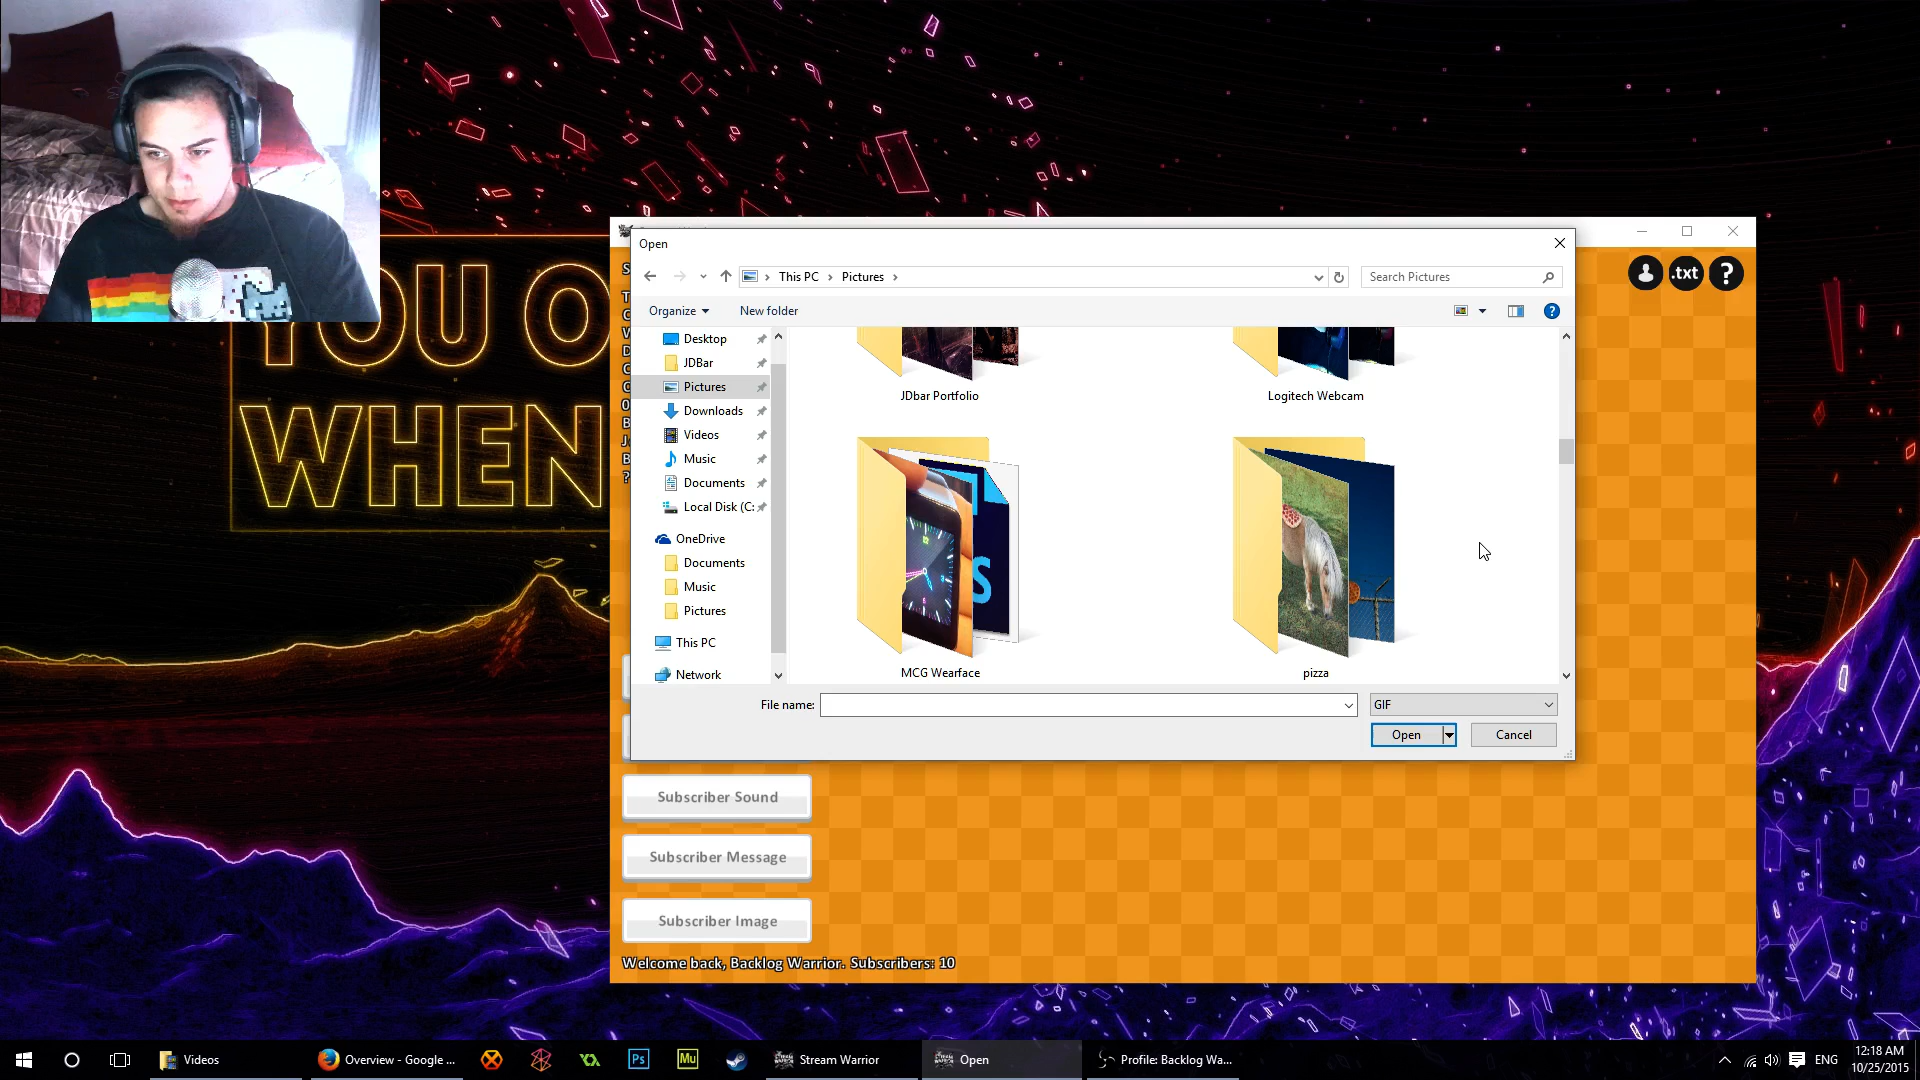 YOU O
WHEN
Open
This PC
Pictures
Search Pictures
.txt
?
Organize
New folder
?
Desktop
JDBar
Pictures
Downloads
Videos
Music
Documents
Local Disk (C:
OneDrive
Documents
Music
Pictures
This PC
Network
JDbar Portfolio
Logitech Webcam
MCG Wearface
pizza
File name:
GIF
Open
Cancel
Subscriber Sound
Subscriber Message
Subscriber Image
Welcome back, Backlog Warrior. Subscribers: 10
Videos
Overview - Google ...
Ps
Mu
Stream Warrior
Open
Profile: Backlog Wa...
ENG
12:18 AM
10/25/2015